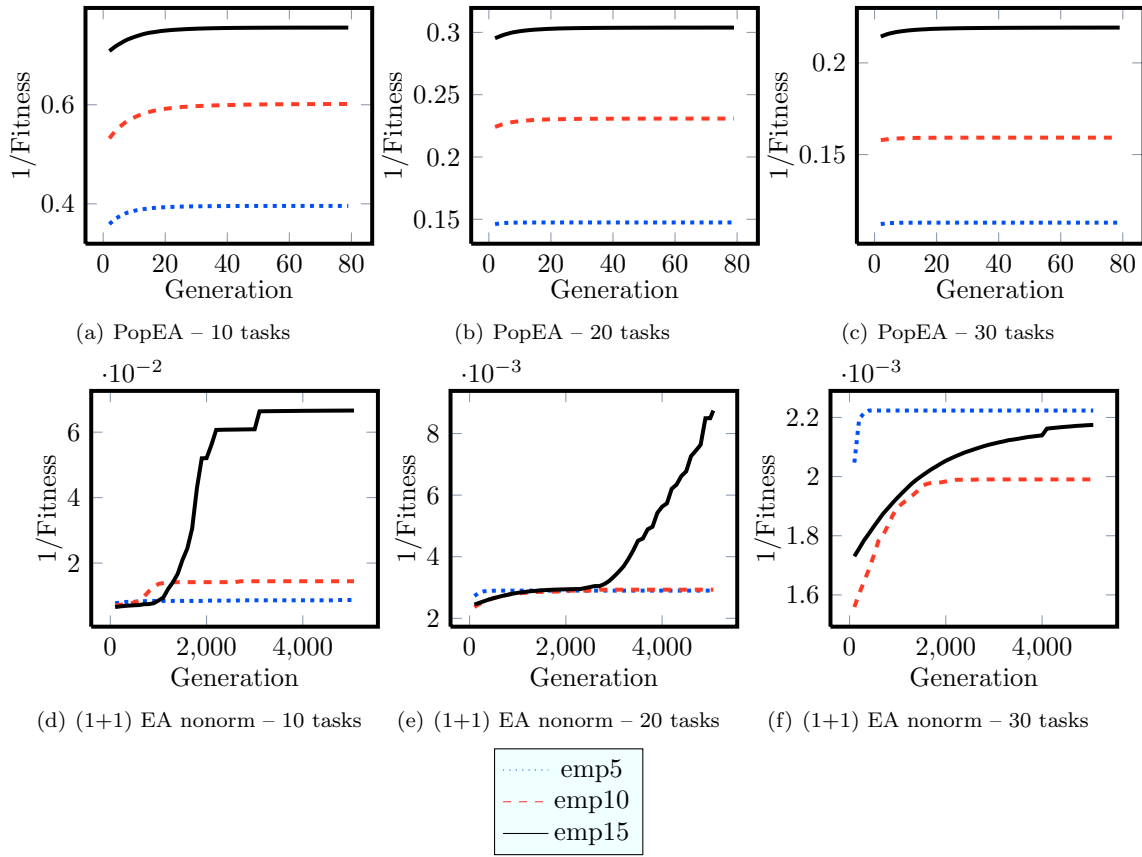 1/Fitness
0.6
0.4
0 20 40 60 80
Generation
(a) PopEA – 10 tasks
1/Fitness
0.3
0.25
0.2
0.15
0 20 40 60 80
Generation
(b) PopEA – 20 tasks
1/Fitness
0.2
0.15
0 20 40 60 80
Generation
(c) PopEA – 30 tasks
·10⁻²
1/Fitness
6
4
2
0 2,000 4,000
Generation
(d) (1+1) EA nonorm – 10 tasks
·10⁻³
1/Fitness
8
6
4
2
0 2,000 4,000
Generation
(e) (1+1) EA nonorm – 20 tasks
·10⁻³
1/Fitness
2.2
2
1.8
1.6
0 2,000 4,000
Generation
(f) (1+1) EA nonorm – 30 tasks
emp5
emp10
emp15